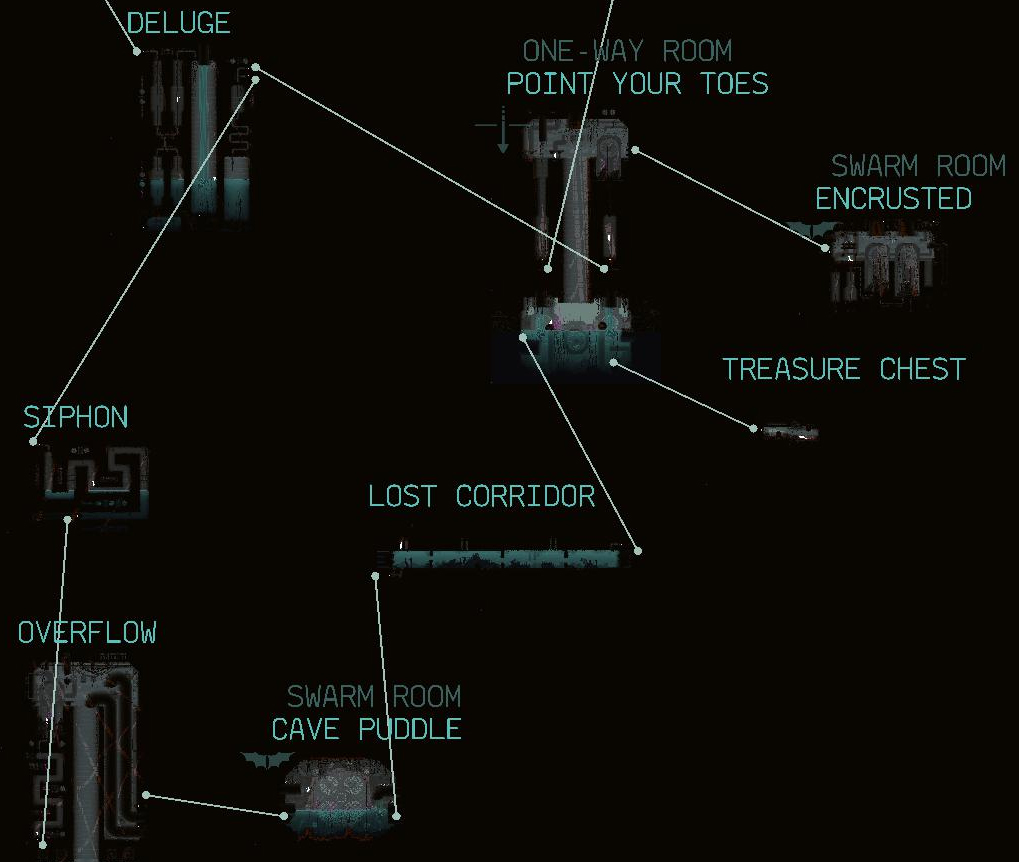 DELUGE
ONE-WAY ROOM
POINT YOUR TOES
SWARM ROOM
ENCRUSTED
TREASURE CHEST
SIPHON
LOST CORRIDOR
OVERFLOW
SWARM ROOM
CAVE PUDDLE